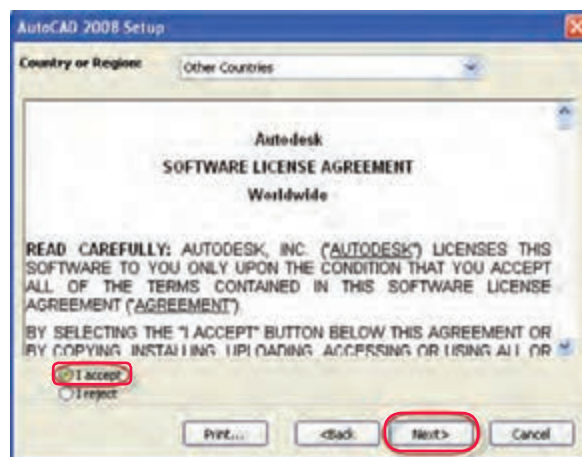 AutoCAD 2008 Setup
Country or Region: Other Countries
Autodesk
SOFTWARE LICENSE AGREEMENT
Worldwide
READ CAREFULLY: AUTODESK, INC. ("AUTODESK") LICENSES THIS
SOFTWARE TO YOU ONLY UPON THE CONDITION THAT YOU ACCEPT
ALL OF THE TERMS CONTAINED IN THIS SOFTWARE LICENSE
AGREEMENT ("AGREEMENT").
BY SELECTING THE "I ACCEPT" BUTTON BELOW THIS AGREEMENT OR
BY COPYING, INSTALLING, UPLOADING, ACCESSING OR USING ALL OR
I accept
I reject
Print... <Back Next> Cancel